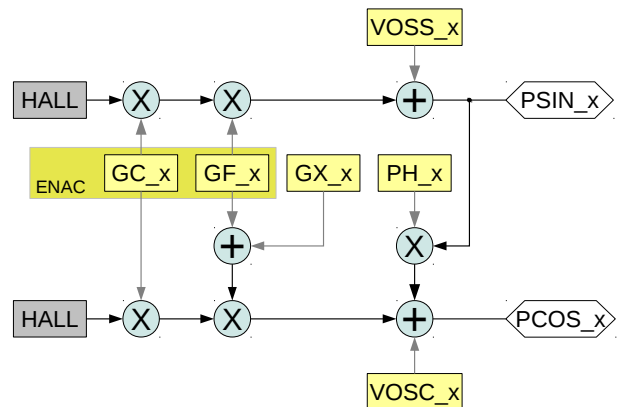 VOSS_x
HALL X X + PSIN_x
ENAC GC_x GF_x GX_x PH_x
+ X
HALL X X + PCOS_x
VOSC_x